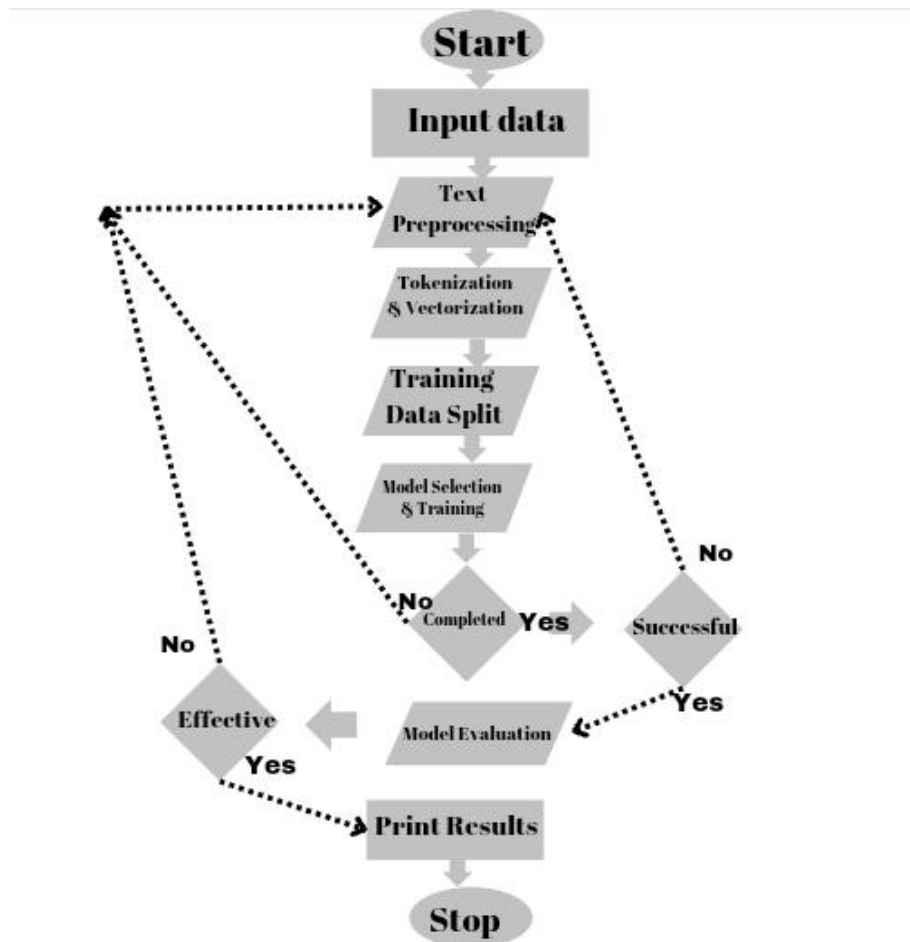 Start
Input data
Text
Preprocessing
Tokenization
& Vectorization
Training
Data Split
Model Selection
& Training
No
Completed
Yes
No
Successful
Yes
Model Evaluation
No
Effective
Yes
Print Results
Stop